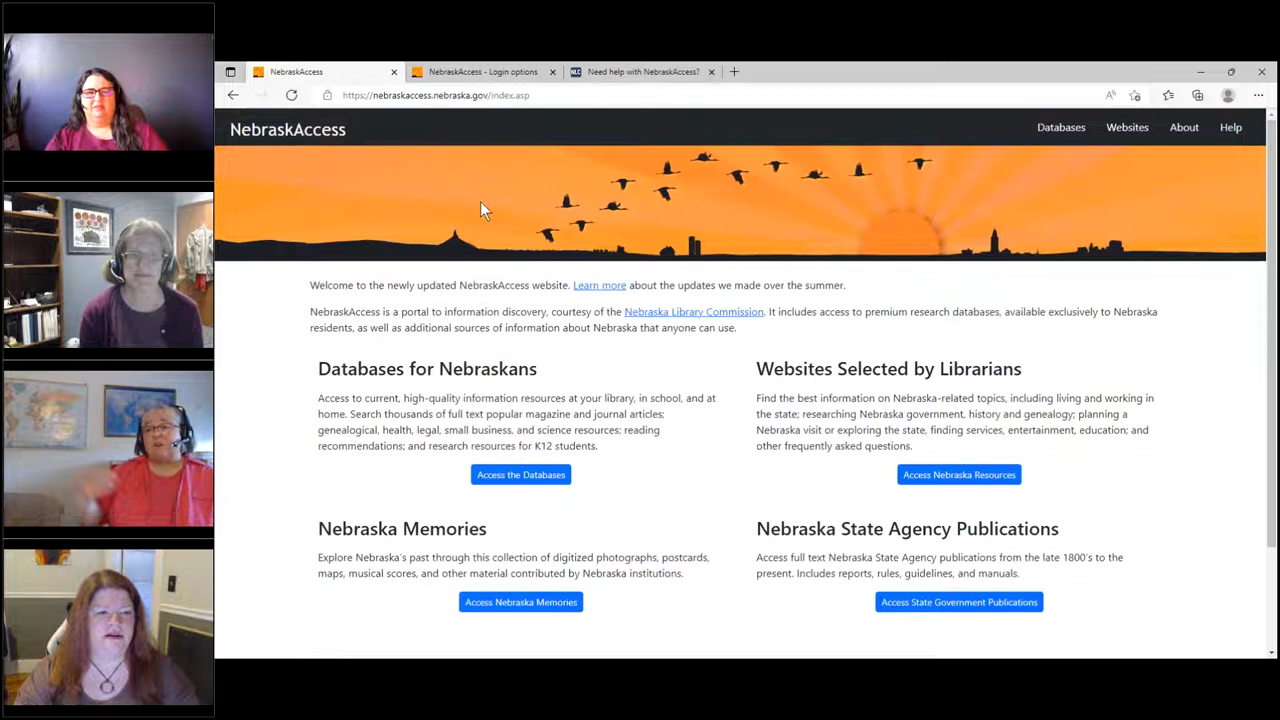 NebraskAccess
NebraskAccess - Login options
NLC Need help with NebraskAccess?
https://nebraskaccess.nebraska.gov/index.asp
NebraskAccess
Databases Websites About Help
Welcome to the newly updated NebraskAccess website. Learn more about the updates we made over the summer.
NebraskAccess is a portal to information discovery, courtesy of the Nebraska Library Commission. It includes access to premium research databases, available exclusively to Nebraska
residents, as well as additional sources of information about Nebraska that anyone can use.
Databases for Nebraskans
Access to current, high-quality information resources at your library, in school, and at
home. Search thousands of full text popular magazine and journal articles;
genealogical, health, legal, small business, and science resources; reading
recommendations; and research resources for K12 students.
Access the Databases
Websites Selected by Librarians
Find the best information on Nebraska-related topics, including living and working in
the state; researching Nebraska government, history and genealogy; planning a
Nebraska visit or exploring the state, finding services, entertainment, education; and
other frequently asked questions.
Access Nebraska Resources
Nebraska Memories
Explore Nebraska's past through this collection of digitized photographs, postcards,
maps, musical scores, and other material contributed by Nebraska institutions.
Access Nebraska Memories
Nebraska State Agency Publications
Access full text Nebraska State Agency publications from the late 1800's to the
present. Includes reports, rules, guidelines, and manuals.
Access State Government Publications